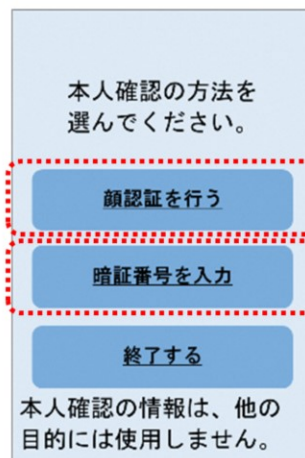 本人確認の方法を
選んでください。
顔認証を行う
暗証番号を入力
終了する
本人確認の情報は、他の
目的には使用しません。